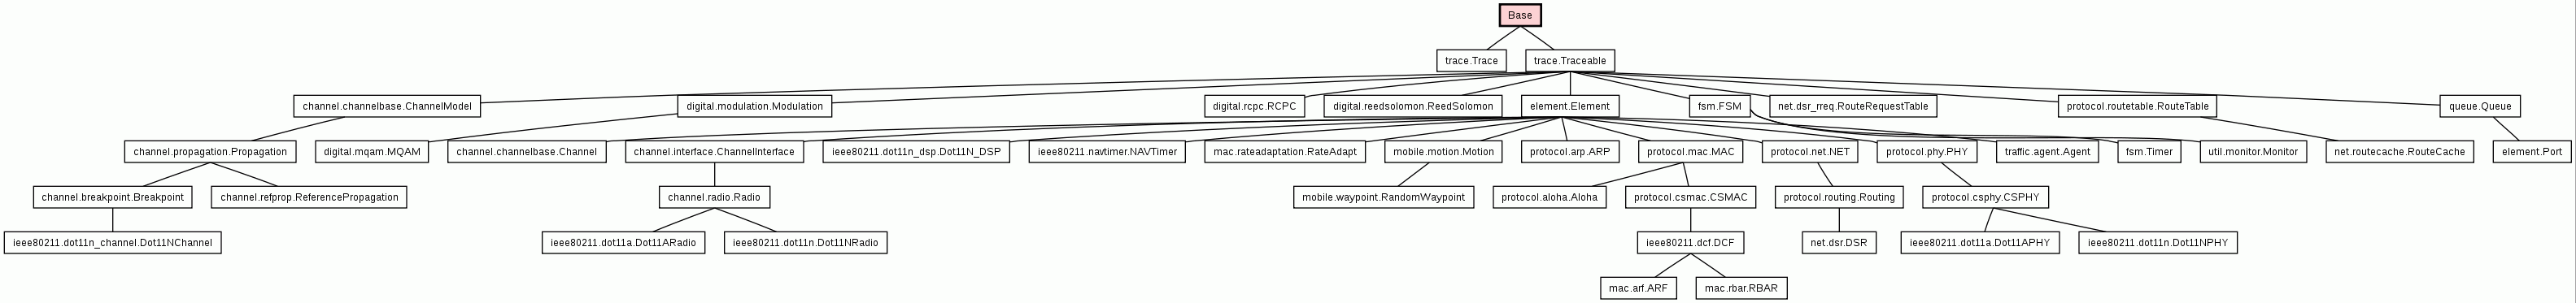 Base
trace.Trace
trace.Traceable
channel.channelbase.ChannelModel
digital.modulation.Modulation
digital.rcpc.RCPC
digital.reedsolomon.ReedSolomon
element.Element
fsm.FSM
net.dsr_rreq.RouteRequestTable
protocol.routetable.RouteTable
queue.Queue
channel.propagation.Propagation
digital.mqam.MQAM
channel.channelbase.Channel
channel.interface.ChannelInterface
ieee80211.dot11n_dsp.Dot11N_DSP
ieee80211.navtimer.NAVTimer
mac.rateadaptation.RateAdapt
mobile.motion.Motion
protocol.arp.ARP
protocol.mac.MAC
protocol.net.NET
protocol.phy.PHY
traffic.agent.Agent
fsm.Timer
util.monitor.Monitor
net.routecache.RouteCache
element.Port
channel.breakpoint.Breakpoint
channel.refprop.ReferencePropagation
channel.radio.Radio
mobile.waypoint.RandomWaypoint
protocol.aloha.Aloha
protocol.csmac.CSMAC
protocol.routing.Routing
protocol.csphy.CSPHY
ieee80211.dot11n_channel.Dot11NChannel
ieee80211.dot11a.Dot11ARadio
ieee80211.dot11n.Dot11NRadio
ieee80211.dcf.DCF
net.dsr.DSR
ieee80211.dot11a.Dot11APHY
ieee80211.dot11n.Dot11NPHY
mac.arf.ARF
mac.rbar.RBAR